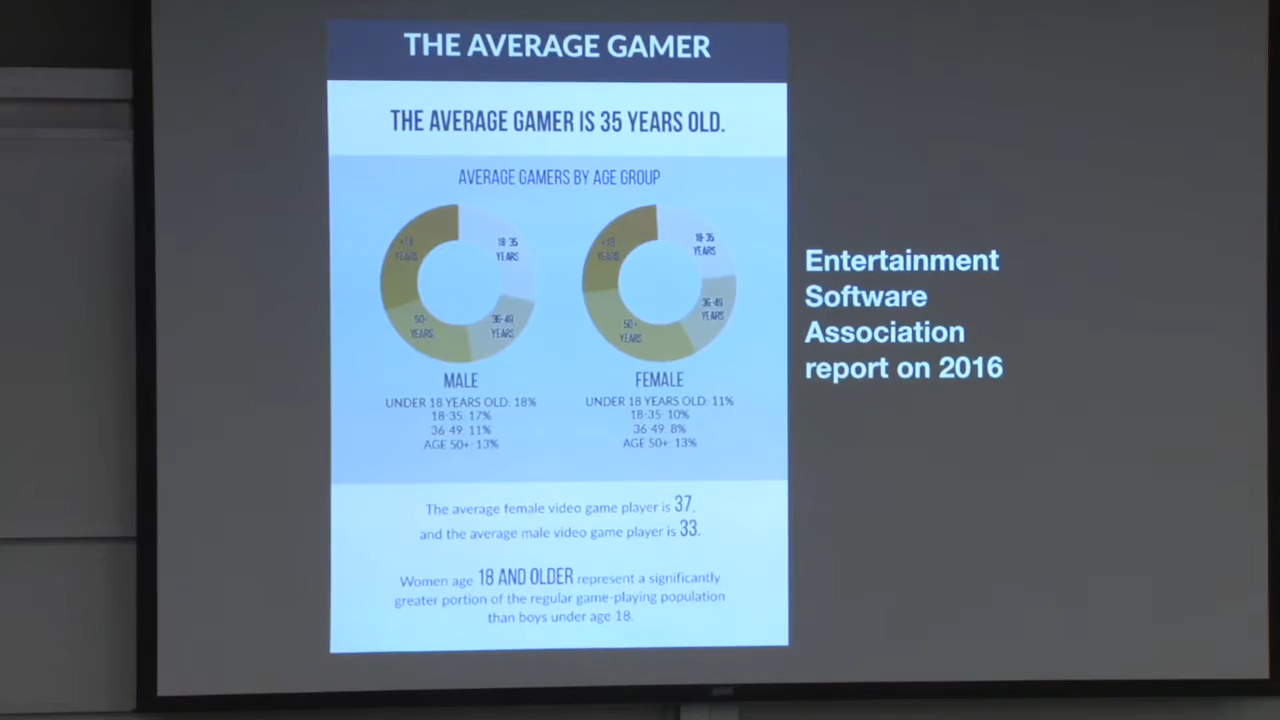 THE AVERAGE GAMER
THE AVERAGE GAMER IS 35 YEARS OLD.
AVERAGE GAMERS BY AGE GROUP
<18
YEARS
18-35
YEARS
50+
YEARS
36-49
YEARS
<18
YEARS
18-35
YEARS
36-49
YEARS
50+
YEARS
MALE
UNDER 18 YEARS OLD: 18%
18-35: 17%
36-49: 11%
AGE 50+: 13%
FEMALE
UNDER 18 YEARS OLD: 11%
18-35: 10%
36-49: 8%
AGE 50+: 13%
The average female video game player is 37,
and the average male video game player is 33.
Women age 18 AND OLDER represent a significantly
greater portion of the regular game-playing population
than boys under age 18.
Entertainment
Software
Association
report on 2016